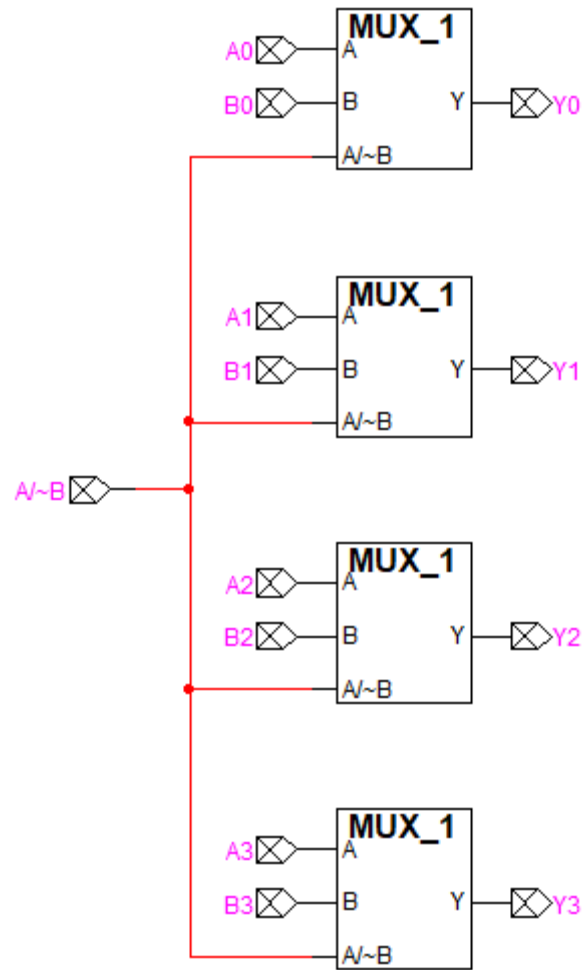 MUX_1
A0 A
B0 B Y Y0
A/~B
MUX_1
A1 A
B1 B Y Y1
A/~B
A/~B
MUX_1
A2 A
B2 B Y Y2
A/~B
MUX_1
A3 A
B3 B Y Y3
A/~B